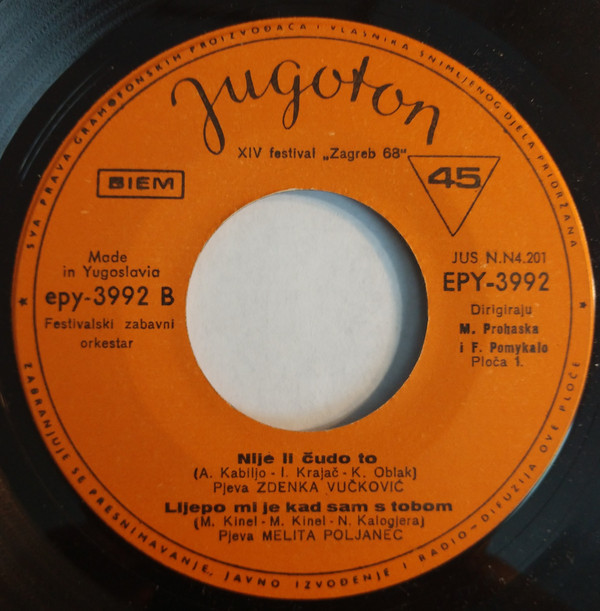 SVA PRAVA GRAMOFONSKIH PROIZVOĐAČA I VLASNIKA SNIMLJENOG DJELA PRIDRŽANA
Jugoton
XIV festival „Zagreb 68"
BIEM
45
Made
in Yugoslavia
epy-3992 B
Festivalski zabavni
orkestar
JUS N.N4.201
EPY-3992
Dirigiraju
M. Prohaska
i F. Pomykalo
Ploča 1.
Nije li čudo to
(A. Kabiljo - I. Krajač - K. Oblak)
Pjeva ZDENKA VUČKOVIĆ
Lijepo mi je kad sam s tobom
(M. Kinel - M. Kinel - N. Kalogjera)
Pjeva MELITA POLJANEC
ZABRANJUJE SE PRESNIMAVANJE, JAVNO IZVOĐENJE I RADIO-DIFUZIJA OVE PLOČE